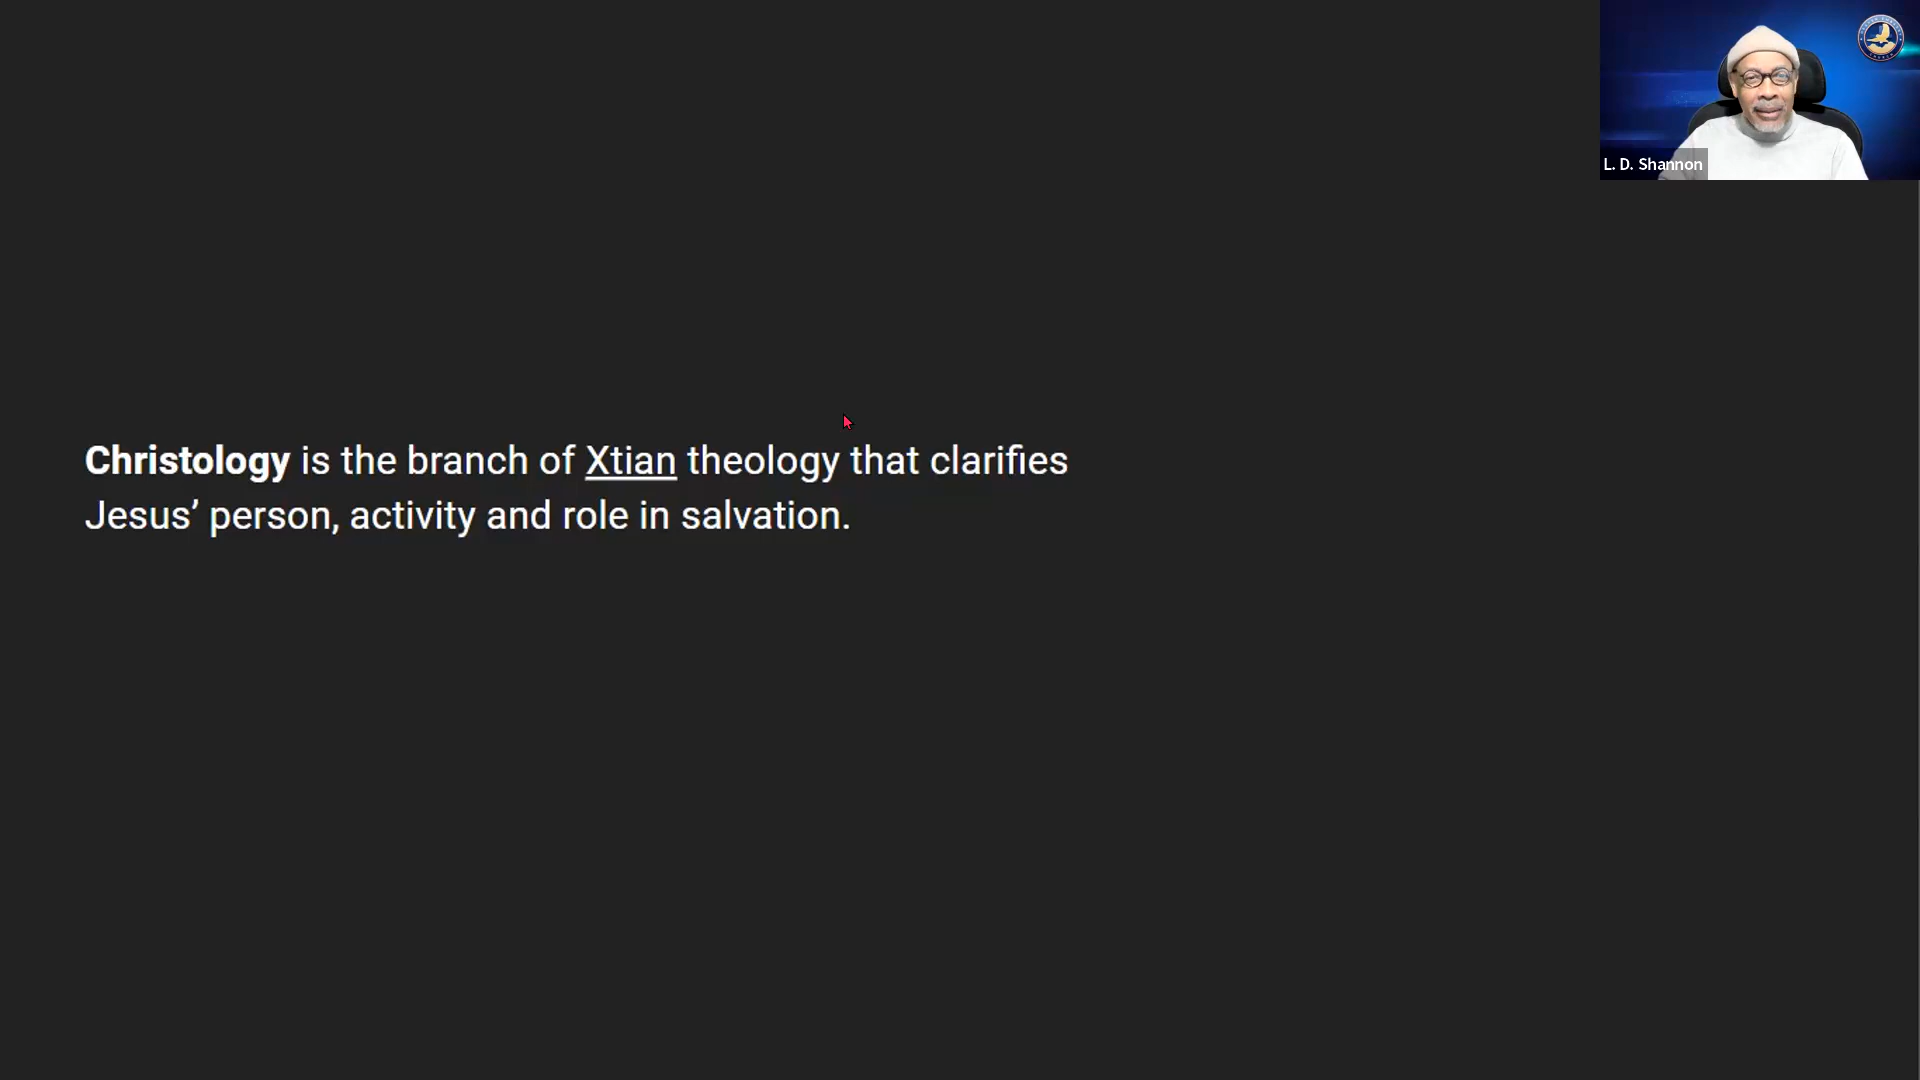 L. D. Shannon
Christology is the branch of Xtian theology that clarifies
Jesus’ person, activity and role in salvation.